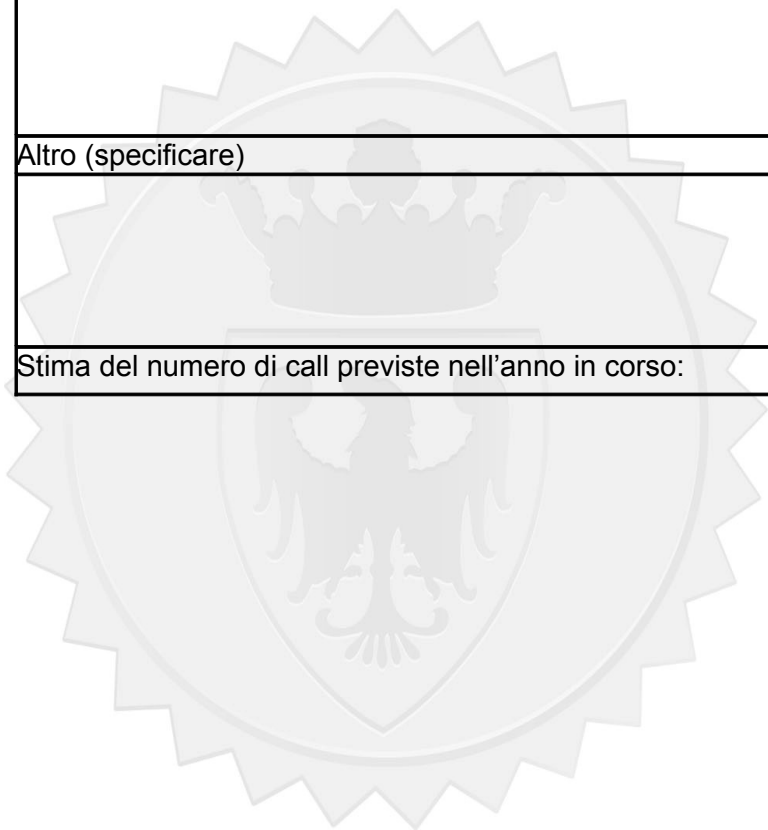 Altro (specificare)
Stima del numero di call previste nell’anno in corso: